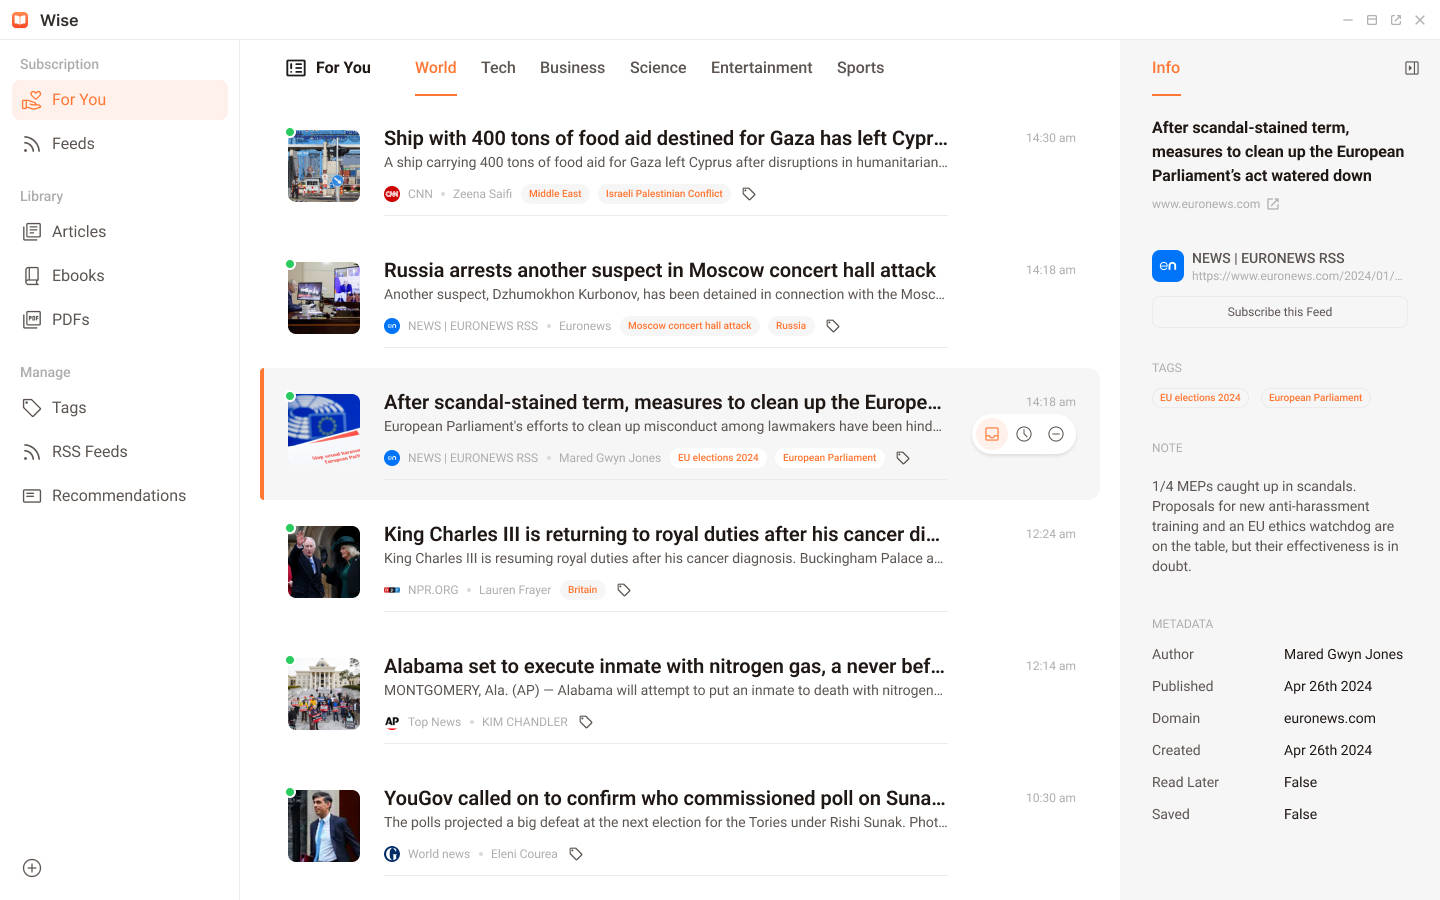 Wise
Subscription
For You
Feeds
Library
Articles
Ebooks
PDF
PDFs
Manage
Tags
RSS Feeds
Recommendations
For You
World
Tech
Business
Science
Entertainment
Sports
Ship with 400 tons of food aid destined for Gaza has left Cypr...
14:30 am
A ship carrying 400 tons of food aid for Gaza left Cyprus after disruptions in humanitarian...
CNN CNN • Zeena Saifi Middle East Israeli Palestinian Conflict
Russia arrests another suspect in Moscow concert hall attack
14:18 am
Another suspect, Dzhumokhon Kurbonov, has been detained in connection with the Mosc...
en NEWS | EURONEWS RSS • Euronews Moscow concert hall attack Russia
After scandal-stained term, measures to clean up the Europe...
14:18 am
European Parliament's efforts to clean up misconduct among lawmakers have been hind...
en NEWS | EURONEWS RSS • Mared Gwyn Jones EU elections 2024 European Parliament
King Charles III is returning to royal duties after his cancer di...
12:24 am
King Charles III is resuming royal duties after his cancer diagnosis. Buckingham Palace a...
NPR.ORG • Lauren Frayer Britain
Alabama set to execute inmate with nitrogen gas, a never bef...
12:14 am
MONTGOMERY, Ala. (AP) — Alabama will attempt to put an inmate to death with nitrogen...
AP Top News • KIM CHANDLER
YouGov called on to confirm who commissioned poll on Suna...
10:30 am
The polls projected a big defeat at the next election for the Tories under Rishi Sunak. Phot...
World news • Eleni Courea
Info
After scandal-stained term,
measures to clean up the European
Parliament’s act watered down
www.euronews.com
en
NEWS | EURONEWS RSS
https://www.euronews.com/2024/01/...
Subscribe this Feed
TAGS
EU elections 2024 European Parliament
NOTE
1/4 MEPs caught up in scandals.
Proposals for new anti-harassment
training and an EU ethics watchdog are
on the table, but their effectiveness is in
doubt.
METADATA
Author Mared Gwyn Jones
Published Apr 26th 2024
Domain euronews.com
Created Apr 26th 2024
Read Later False
Saved False